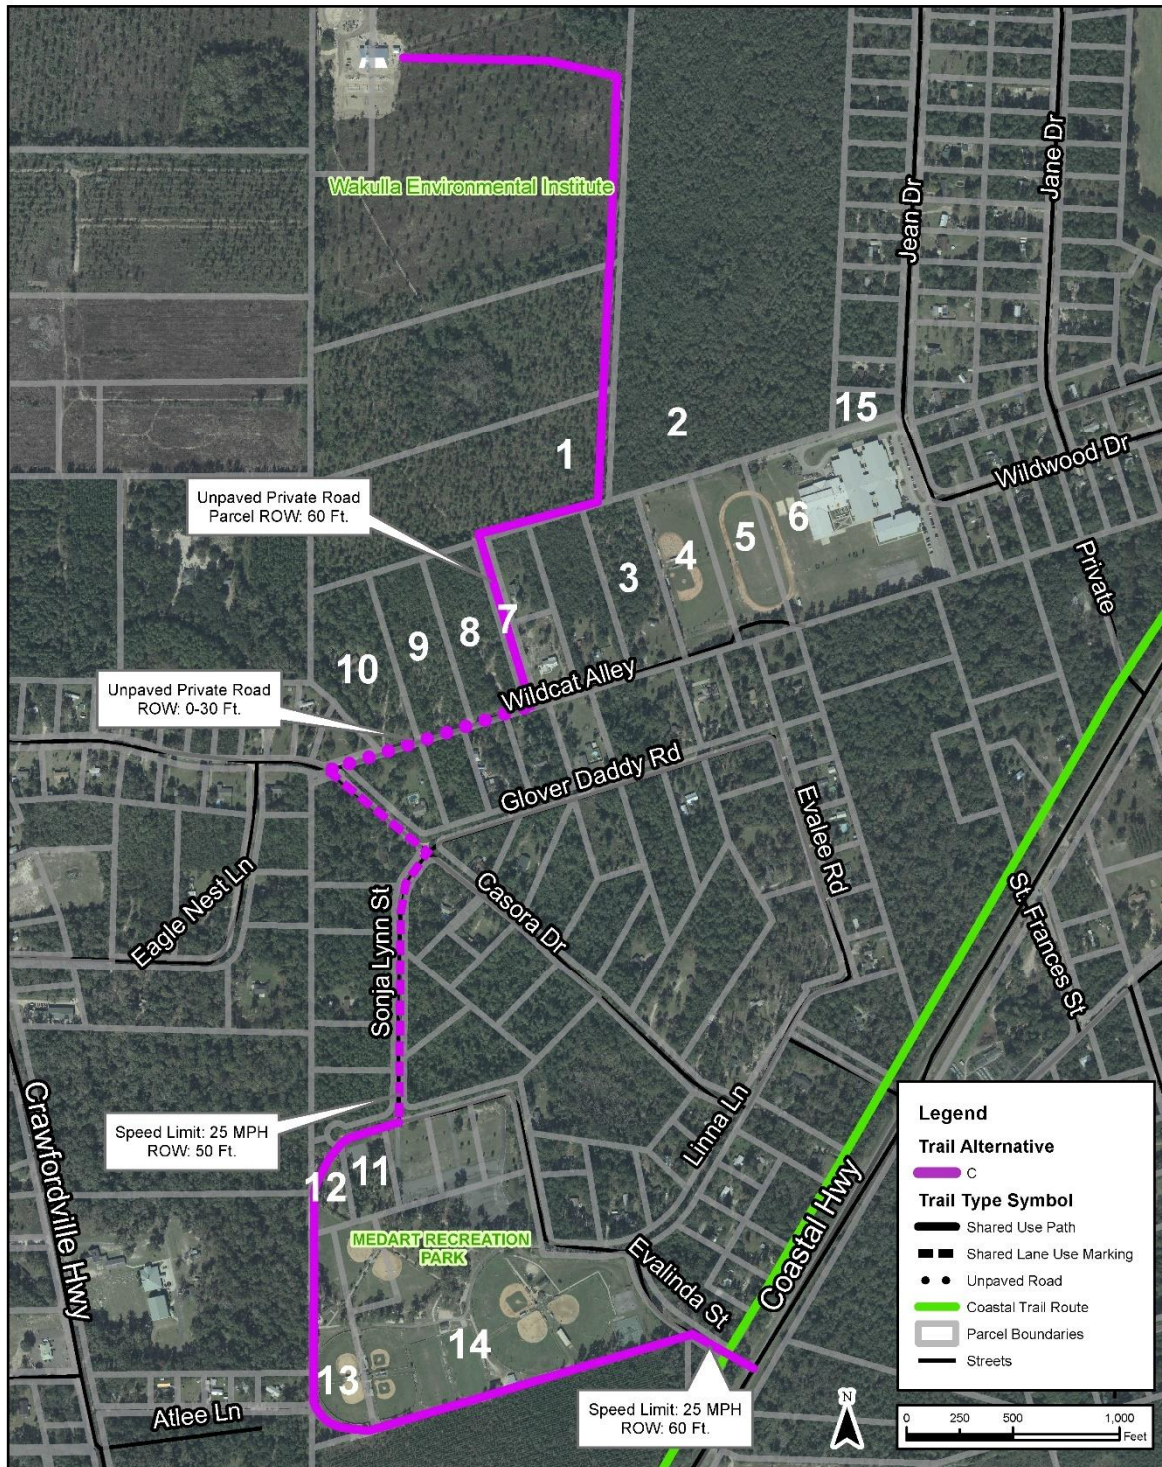 Wakulla Environmental Institute
Jean Dr
Jane Dr
15
2
1
Wildwood Dr
Unpaved Private Road
Parcel ROW: 60 Ft.
6
5
4
3
Private
7
8
9
10
Wildcat Alley
Unpaved Private Road
ROW: 0-30 Ft.
Glover Daddy Rd
Evalee Rd
Eagle Nest Ln
Casora Dr
Sonja Lynn St
St. Frances St
Crawfordville Hwy
Speed Limit: 25 MPH
ROW: 50 Ft.
Linna Ln
11
12
MEDART RECREATION
PARK
Evalinda St
Coastal Hwy
14
13
Atlee Ln
Speed Limit: 25 MPH
ROW: 60 Ft.
Legend
Trail Alternative
C
Trail Type Symbol
Shared Use Path
Shared Lane Use Marking
Unpaved Road
Coastal Trail Route
Parcel Boundaries
Streets
N
0 250 500 1,000
Feet